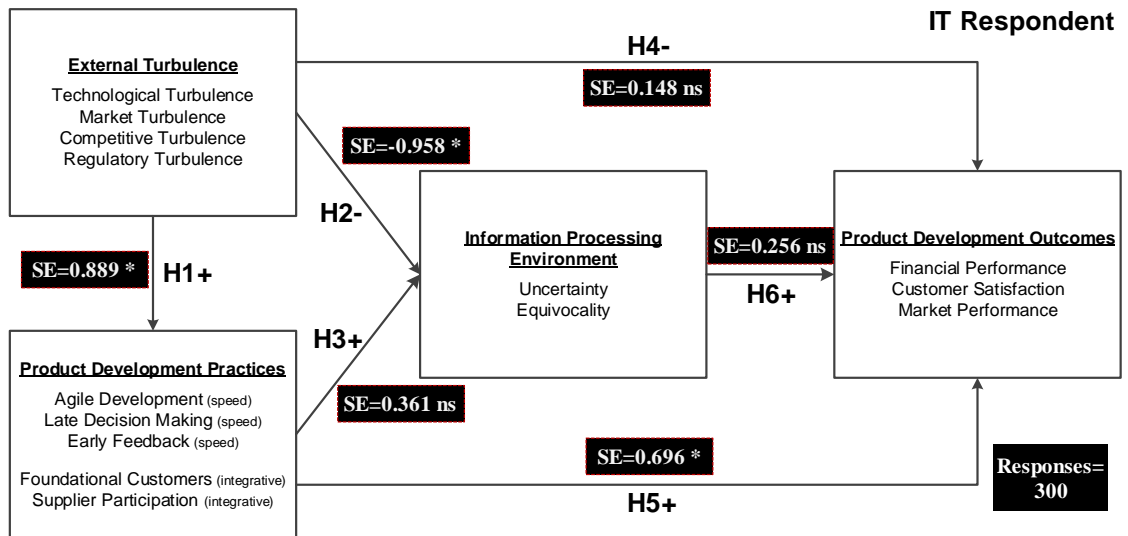 IT Respondent
External Turbulence
Technological Turbulence
Market Turbulence
Competitive Turbulence
Regulatory Turbulence
H4-
SE=0.148 ns
SE=-0.958 *
H2-
SE=0.889 *
H1+
Information Processing
Environment
Uncertainty
Equivocality
SE=0.256 ns
H6+
Product Development Outcomes
Financial Performance
Customer Satisfaction
Market Performance
H3+
SE=0.361 ns
Product Development Practices
Agile Development (speed)
Late Decision Making (speed)
Early Feedback (speed)
Foundational Customers (integrative)
Supplier Participation (integrative)
SE=0.696 *
H5+
Responses=
300